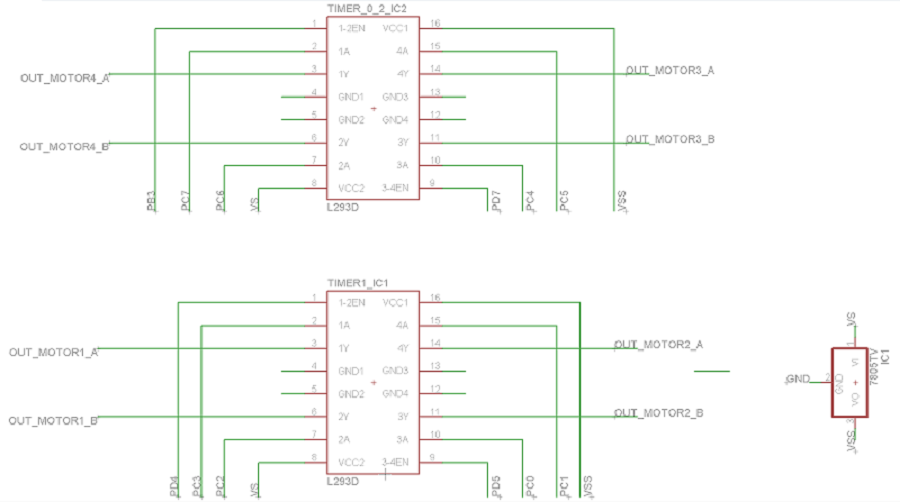 TIMER_0_2_IC2
1 1-2EN VCC1 16
2 1A 4A 15
OUT_MOTOR4_A 3 1Y 4Y 14 OUT_MOTOR3_A
4 GND1 GND3 13
5 GND2 GND4 12
OUT_MOTOR4_B 6 2Y 3Y 11 OUT_MOTOR3_B
7 2A 3A 10
8 VCC2 3-4EN 9
PB3 PC7 PC6 VS PD7 PC4 PC5 VSS
L293D
TIMER1_IC1
1 1-2EN VCC1 16
2 1A 4A 15
OUT_MOTOR1_A 3 1Y 4Y 14 OUT_MOTOR2_A
4 GND1 GND3 13
5 GND2 GND4 12
OUT_MOTOR1_B 6 2Y 3Y 11 OUT_MOTOR2_B
7 2A 3A 10
8 VCC2 3-4EN 9
PD4 PC3 PC2 VS PD5 PC0 PC1 VSS
L293D
VS
1 VI
GND 2 GND
VO
3
VSS
7805TV
IC1